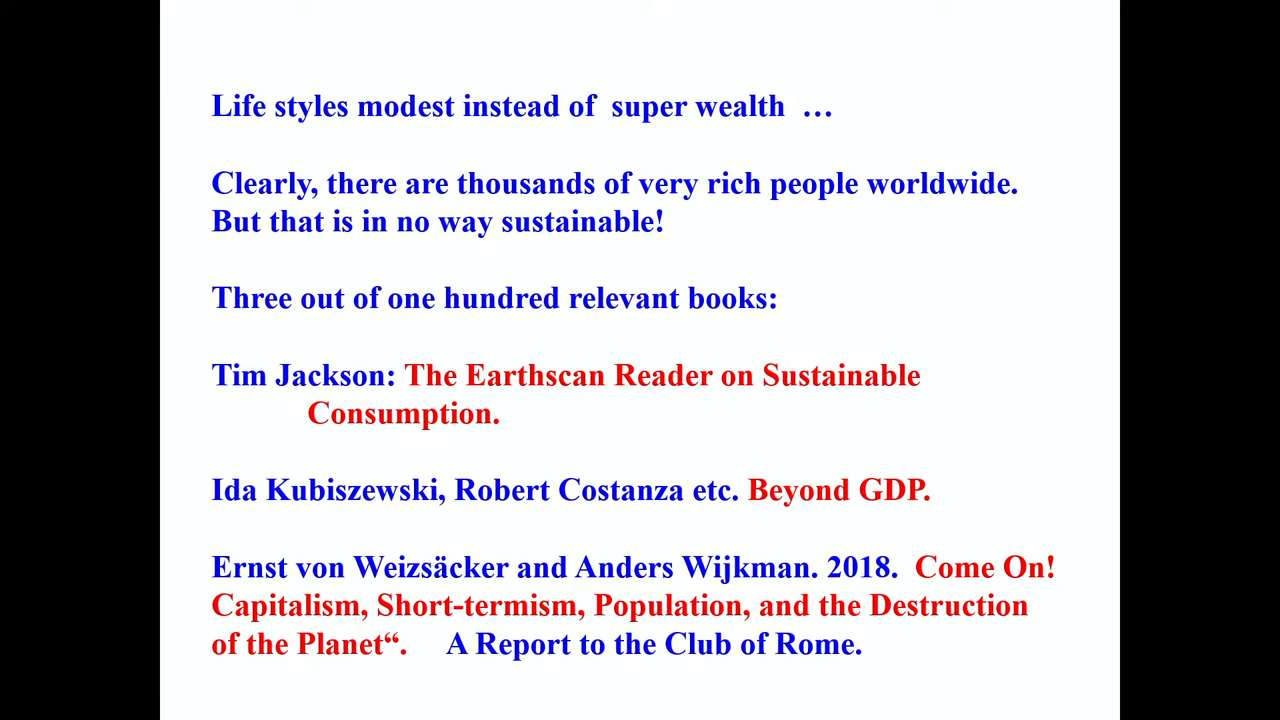 Life styles modest instead of  super wealth  …
Clearly, there are thousands of very rich people worldwide.
But that is in no way sustainable!
Three out of one hundred relevant books:
Tim Jackson: The Earthscan Reader on Sustainable
Consumption.
Ida Kubiszewski, Robert Costanza etc. Beyond GDP.
Ernst von Weizsäcker and Anders Wijkman. 2018.  Come On!
Capitalism, Short-termism, Population, and the Destruction
of the Planet“.    A Report to the Club of Rome.